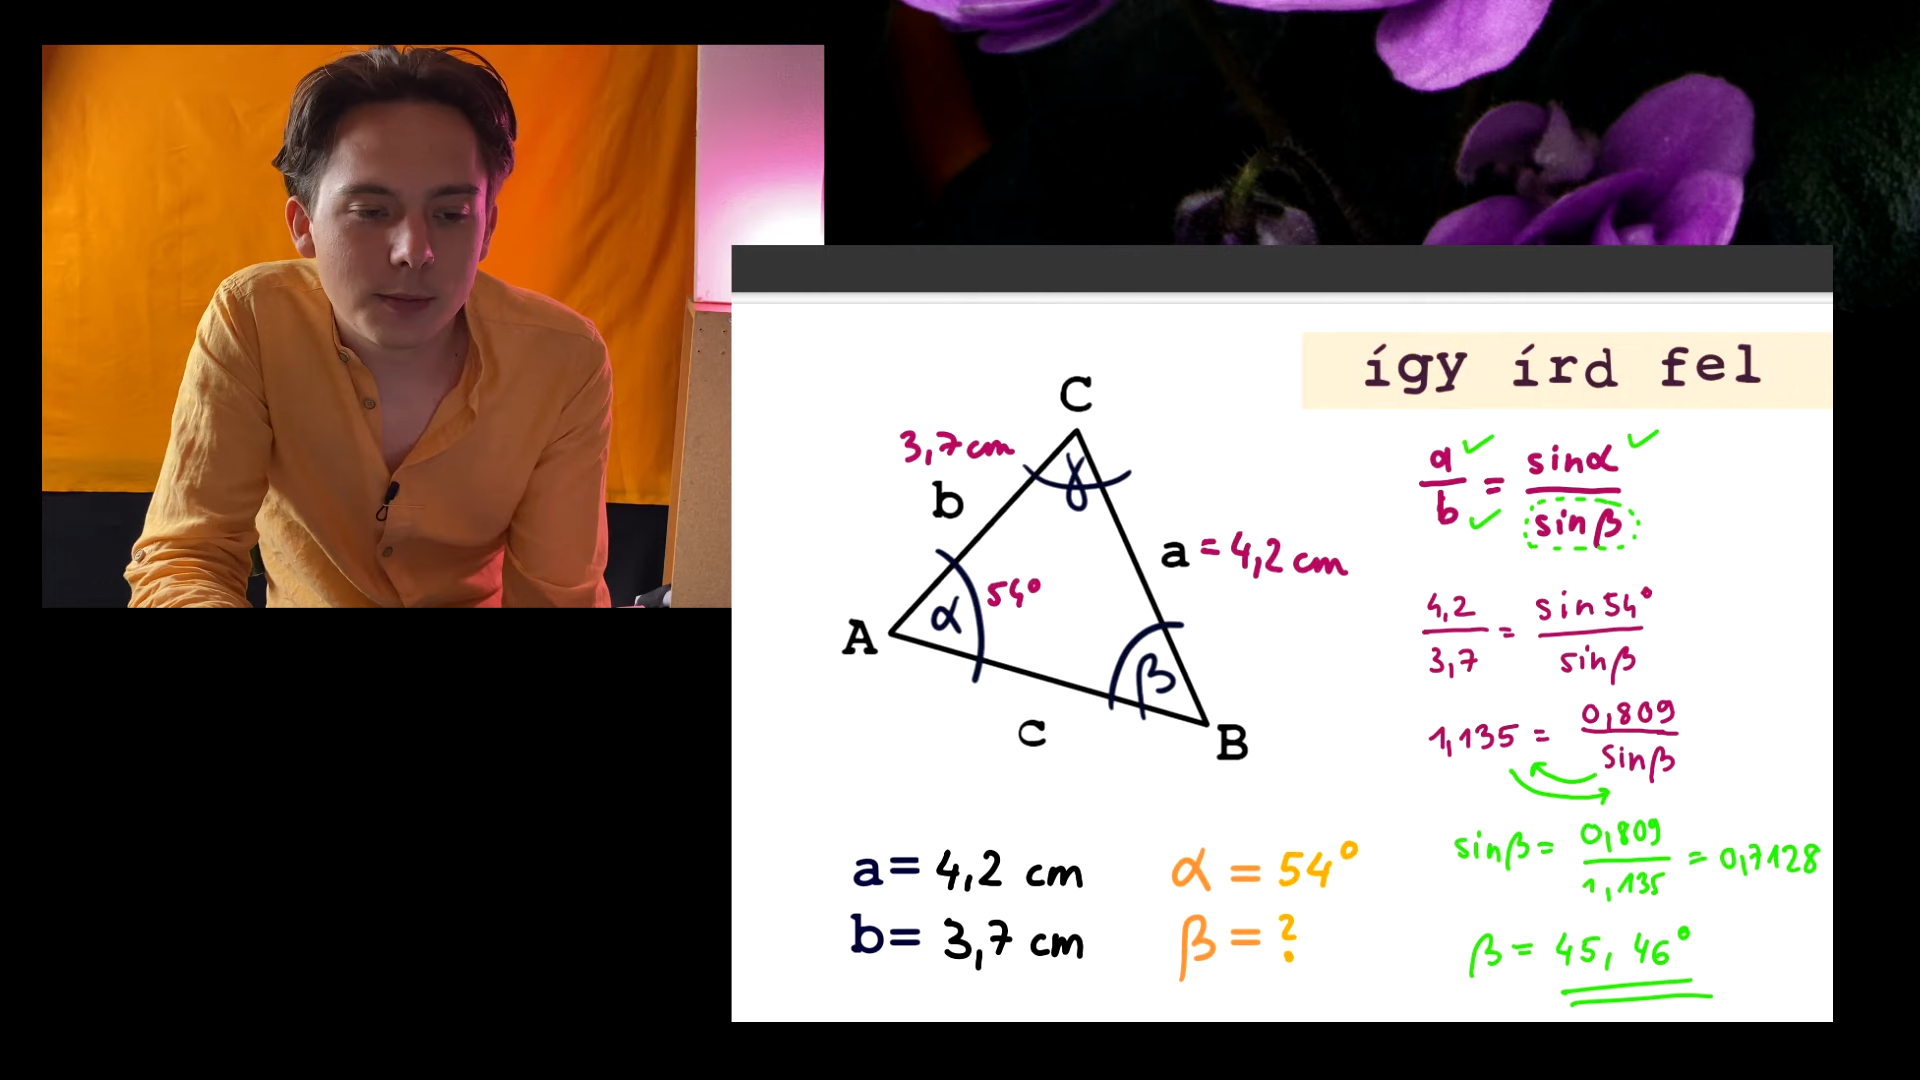 így írd fel
C
3,7 cm
b
γ
a = 4,2 cm
54°
A
α
β
c
B
a = 4,2 cm
b = 3,7 cm
α = 54°
β = ?
a/b = sinα/sinβ
4,2/3,7 = sin 54°/sinβ
1,135 = 0,809/sinβ
sinβ = 0,809/1,135 = 0,7128
β = 45,46°